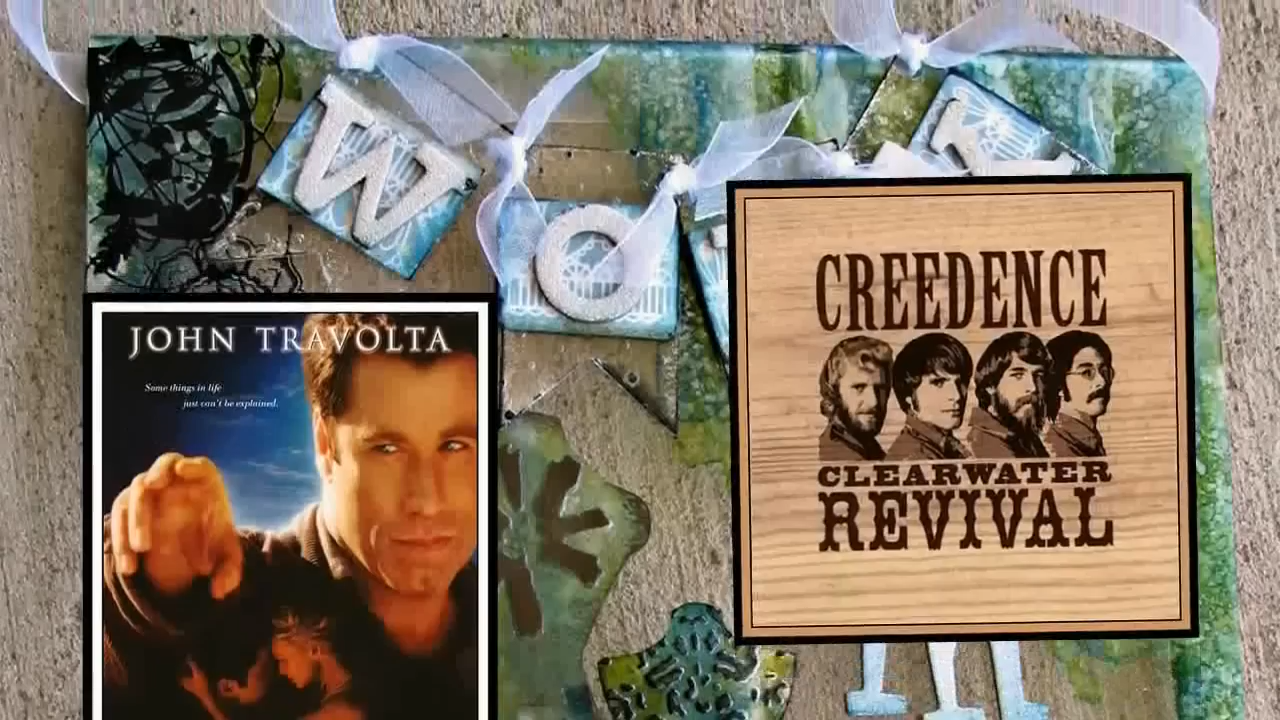 W
O
JOHN TRAVOLTA
Some things in life
just can't be explained.
CREEDENCE
CLEARWATER
REVIVAL